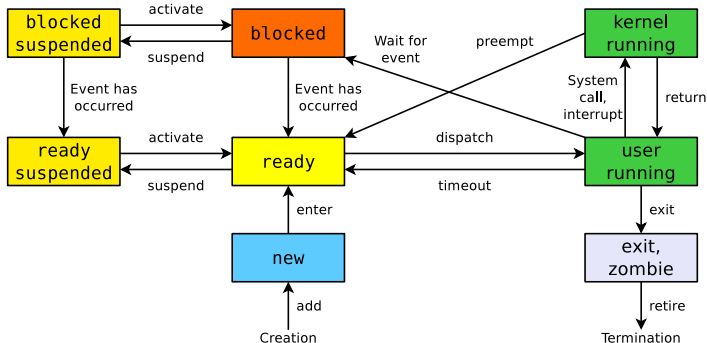 blocked
suspended
activate
suspend
blocked
Wait for
event
preempt
kernel
running
Event has
occurred
Event has
occurred
System
call,
interrupt
return
ready
suspended
activate
suspend
ready
dispatch
timeout
user
running
enter
exit
new
exit,
zombie
add
retire
Creation
Termination